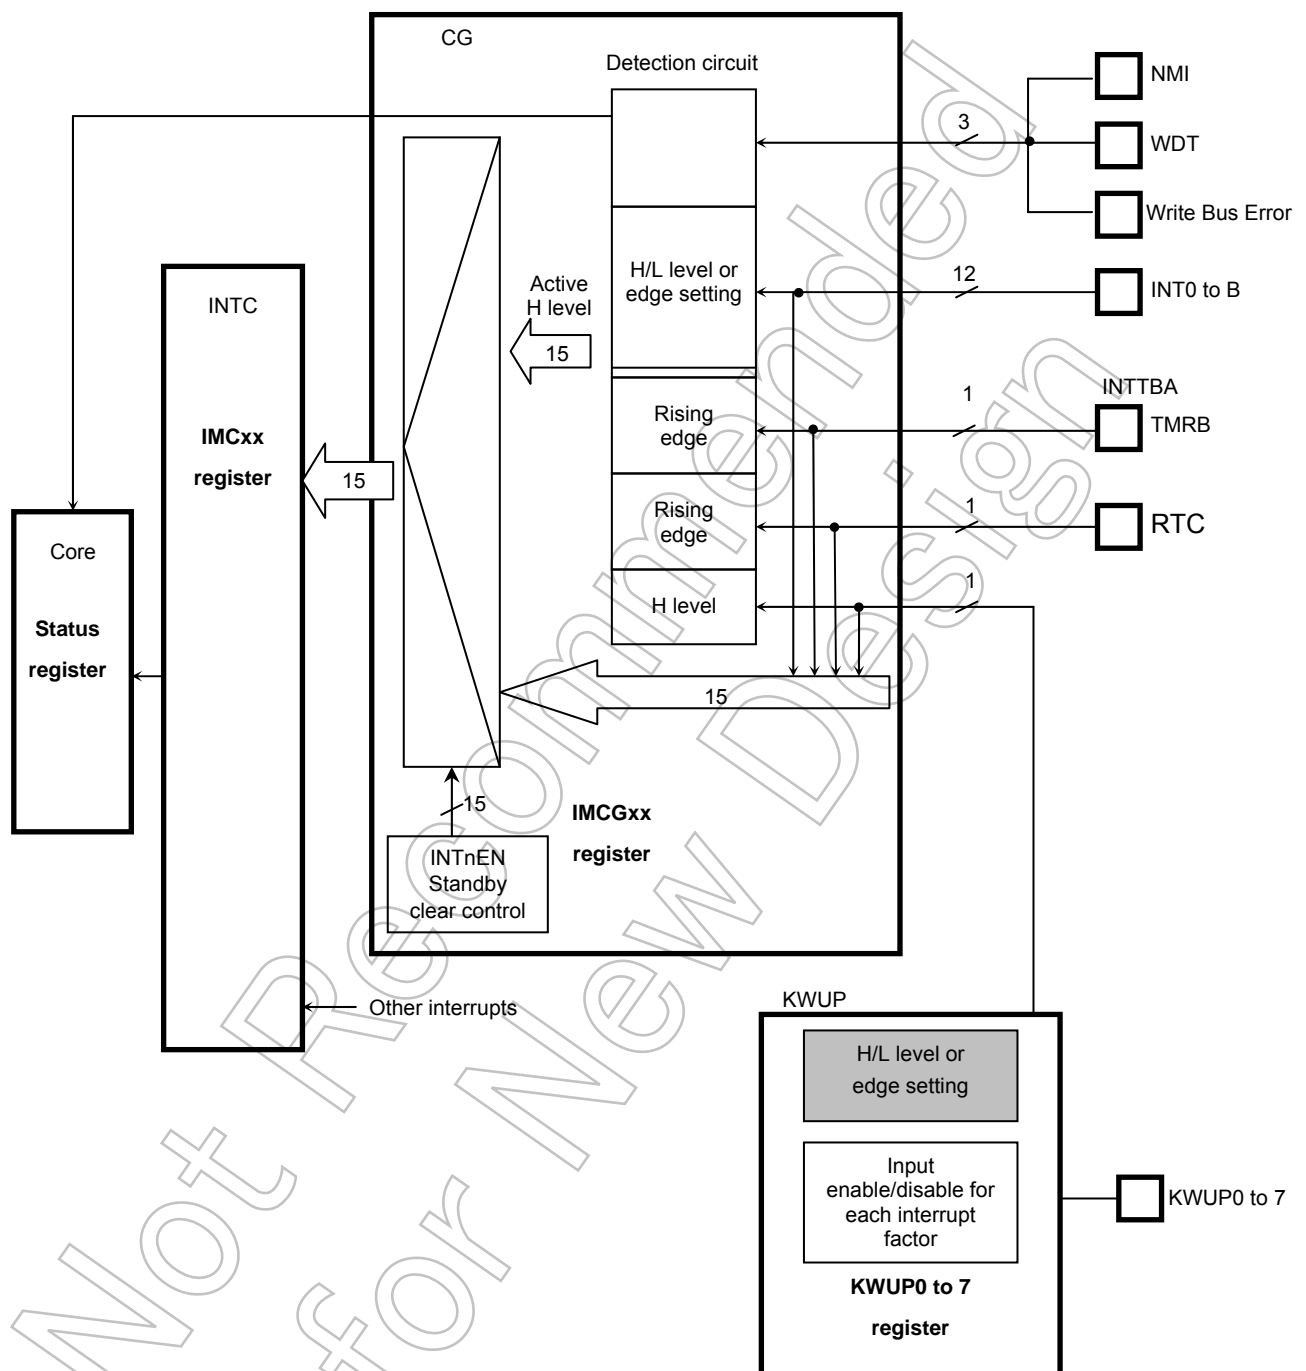 CG
Detection circuit
NMI
3
WDT
Write Bus Error
H/L level or
edge setting
12
INT0 to B
Active
H level
15
INTC
INTTBA
1
TMRB
Rising
edge
IMCxx
register
15
Rising
edge
1
RTC
Core
H level
1
Status
register
15
15
IMCGxx
register
INTnEN
Standby
clear control
Other interrupts
KWUP
H/L level or
edge setting
Input
enable/disable for
each interrupt
factor
KWUP0 to 7
KWUP0 to 7
register
Not Recommended
for New Design